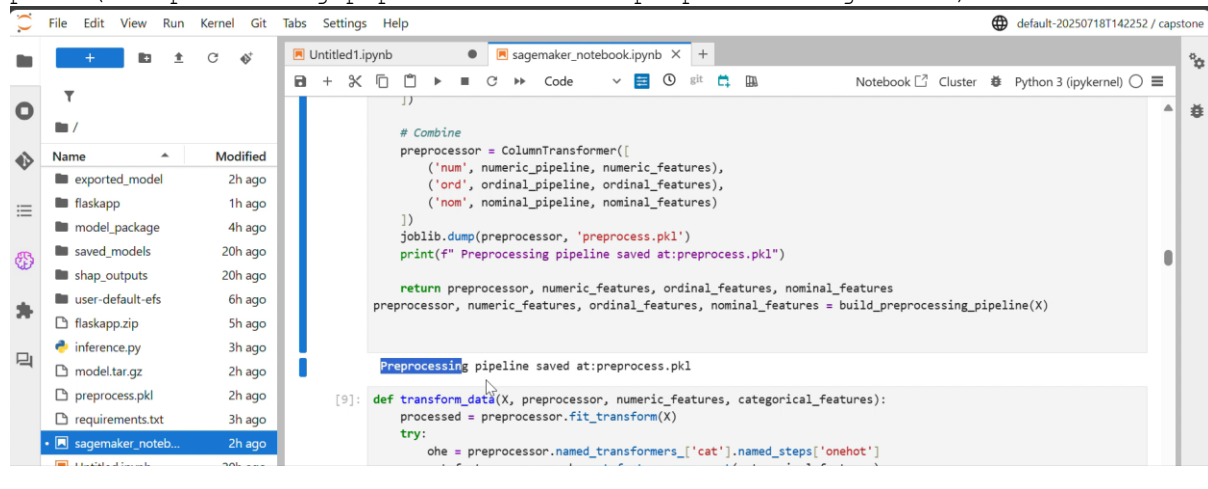 File Edit View Run Kernel Git Tabs Settings Help
default-20250718T142252 / capstone
Untitled1.ipynb
sagemaker_notebook.ipynb
Code
git
Notebook
Cluster
Python 3 (ipykernel)
/
Name Modified
exported_model 2h ago
flaskapp 1h ago
model_package 4h ago
saved_models 20h ago
shap_outputs 20h ago
user-default-efs 6h ago
flaskapp.zip 5h ago
inference.py 3h ago
model.tar.gz 2h ago
preprocess.pkl 2h ago
requirements.txt 3h ago
sagemaker_noteb... 2h ago
])
# Combine
preprocessor = ColumnTransformer([
('num', numeric_pipeline, numeric_features),
('ord', ordinal_pipeline, ordinal_features),
('nom', nominal_pipeline, nominal_features)
])
joblib.dump(preprocessor, 'preprocess.pkl')
print(f" Preprocessing pipeline saved at:preprocess.pkl")
return preprocessor, numeric_features, ordinal_features, nominal_features
preprocessor, numeric_features, ordinal_features, nominal_features = build_preprocessing_pipeline(X)
Preprocessing pipeline saved at:preprocess.pkl
[9]: def transform_data(X, preprocessor, numeric_features, categorical_features):
processed = preprocessor.fit_transform(X)
try:
ohe = preprocessor.named_transformers_['cat'].named_steps['onehot']